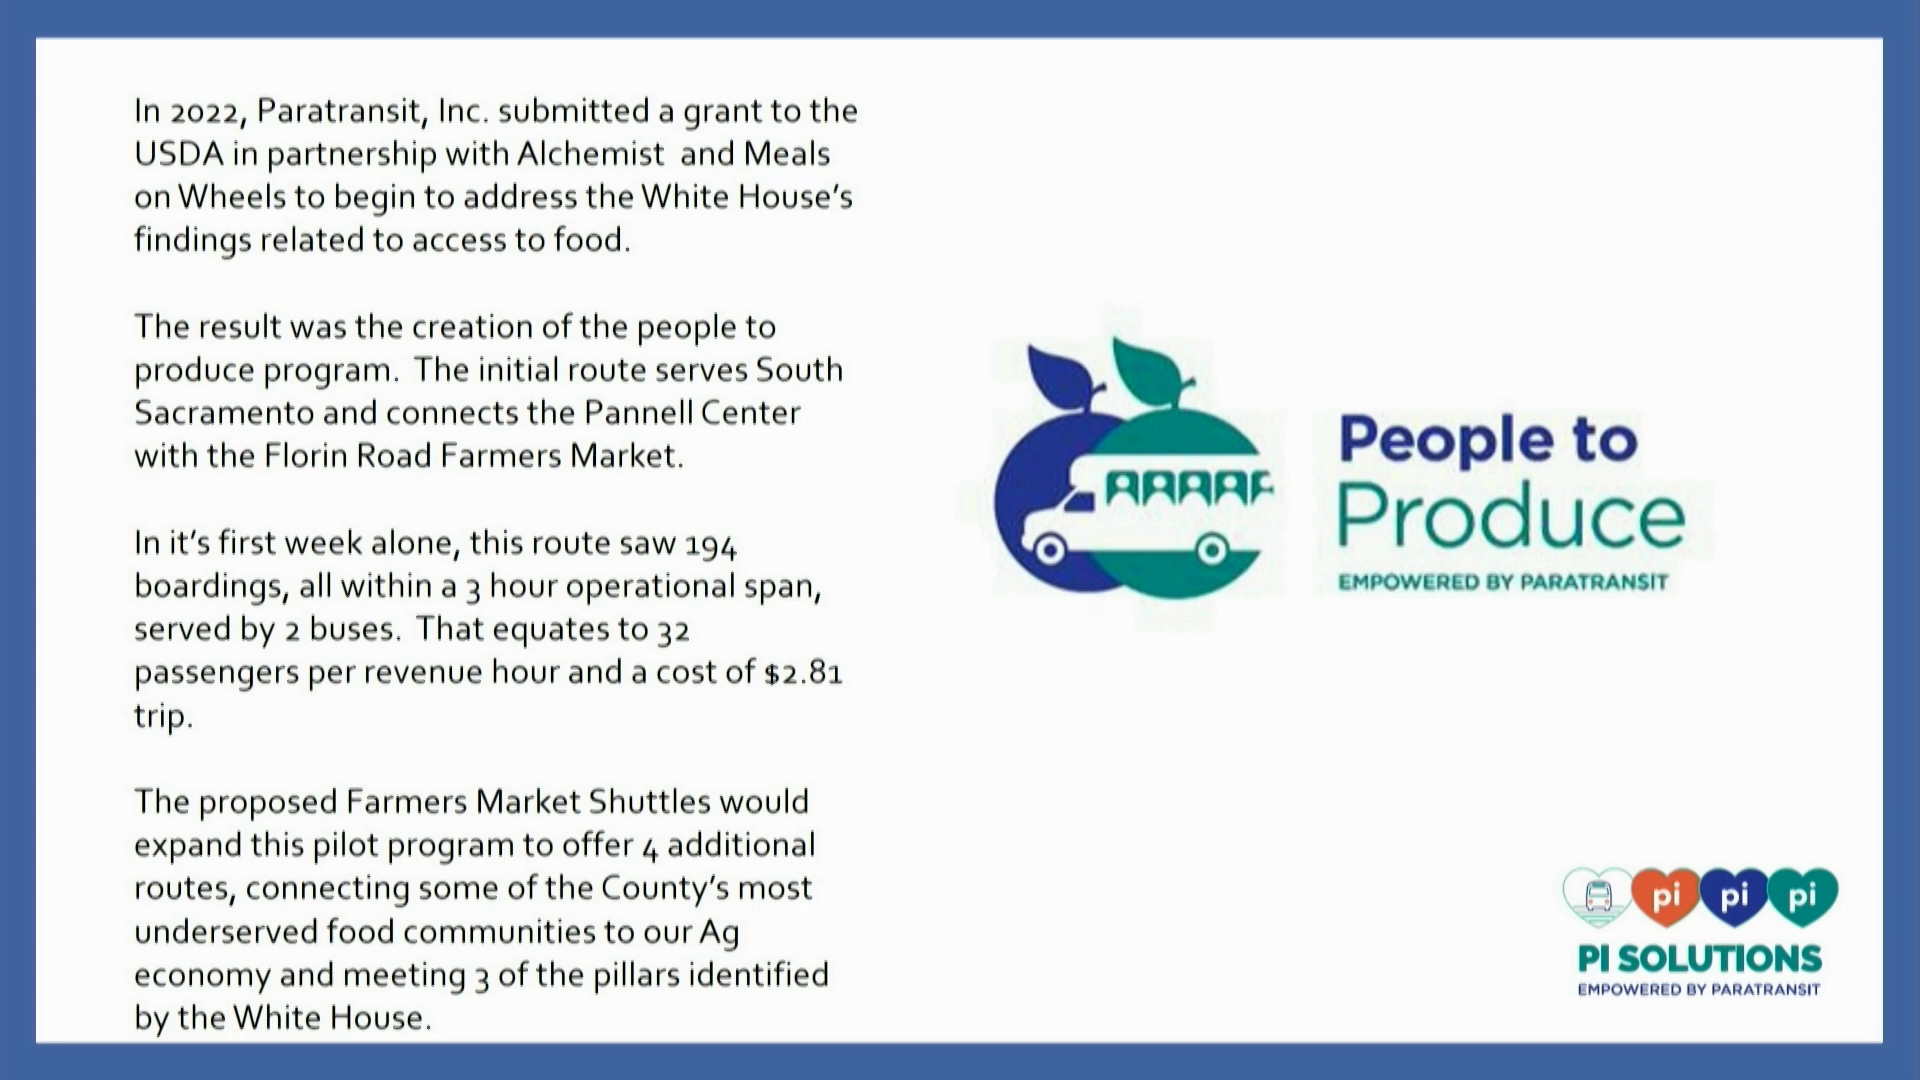 In 2022, Paratransit, Inc. submitted a grant to the
USDA in partnership with Alchemist  and Meals
on Wheels to begin to address the White House's
findings related to access to food.
The result was the creation of the people to
produce program.  The initial route serves South
Sacramento and connects the Pannell Center
with the Florin Road Farmers Market.
In it's first week alone, this route saw 194
boardings, all within a 3 hour operational span,
served by 2 buses.  That equates to 32
passengers per revenue hour and a cost of $2.81
trip.
The proposed Farmers Market Shuttles would
expand this pilot program to offer 4 additional
routes, connecting some of the County's most
underserved food communities to our Ag
economy and meeting 3 of the pillars identified
by the White House.
People to
Produce
EMPOWERED BY PARATRANSIT
pi pi pi
PI SOLUTIONS
EMPOWERED BY PARATRANSIT